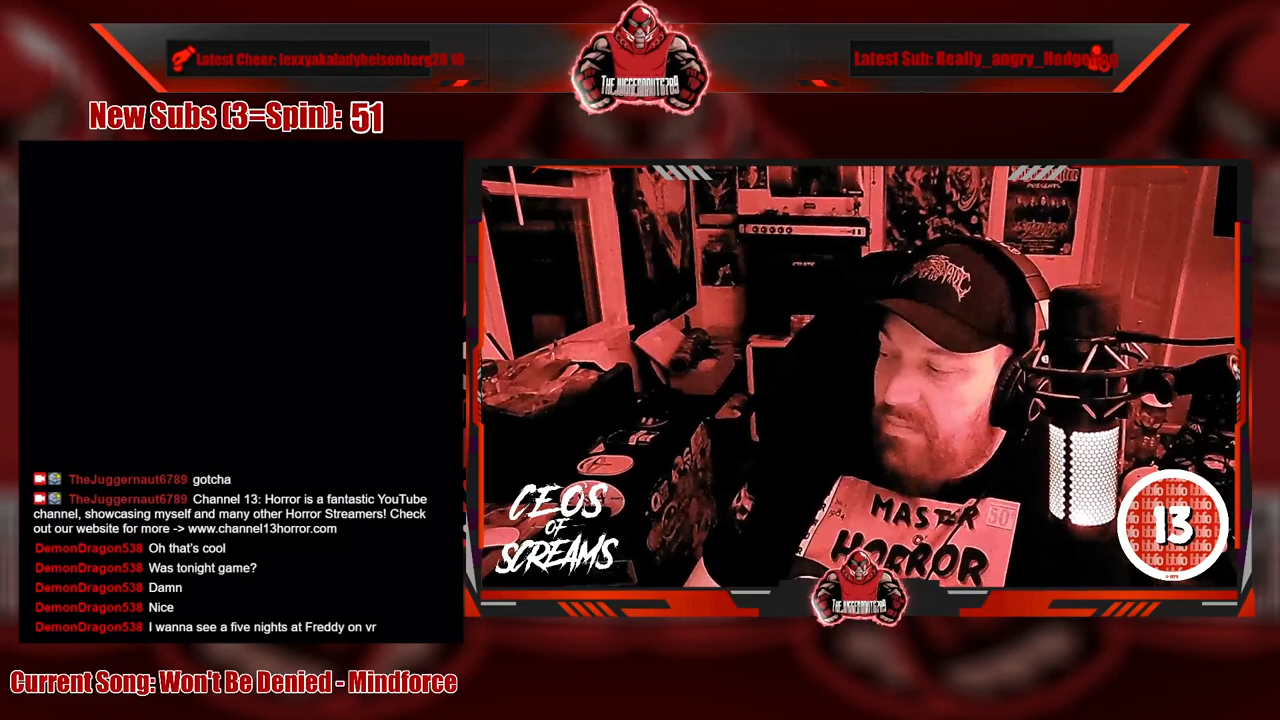 Latest Cheer: lexxyakaladyheisenberg28 10
THEJUGGERNAUT6789
Latest Sub: Really_angry_Hedgehog
New Subs (3=Spin): 51
PRESENTS
TheJuggernaut6789 gotcha
TheJuggernaut6789 Channel 13: Horror is a fantastic YouTube
channel, showcasing myself and many other Horror Streamers! Check
out our website for more -> www.channel13horror.com
DemonDragon538 Oh that's cool
DemonDragon538 Was tonight game?
DemonDragon538 Damn
DemonDragon538 Nice
DemonDragon538 I wanna see a five nights at Freddy on vr
CEOS
OF
SCREAMS
MASTER
HORROR
13
THEJUGGERNAUT6789
Current Song: Won't Be Denied - Mindforce